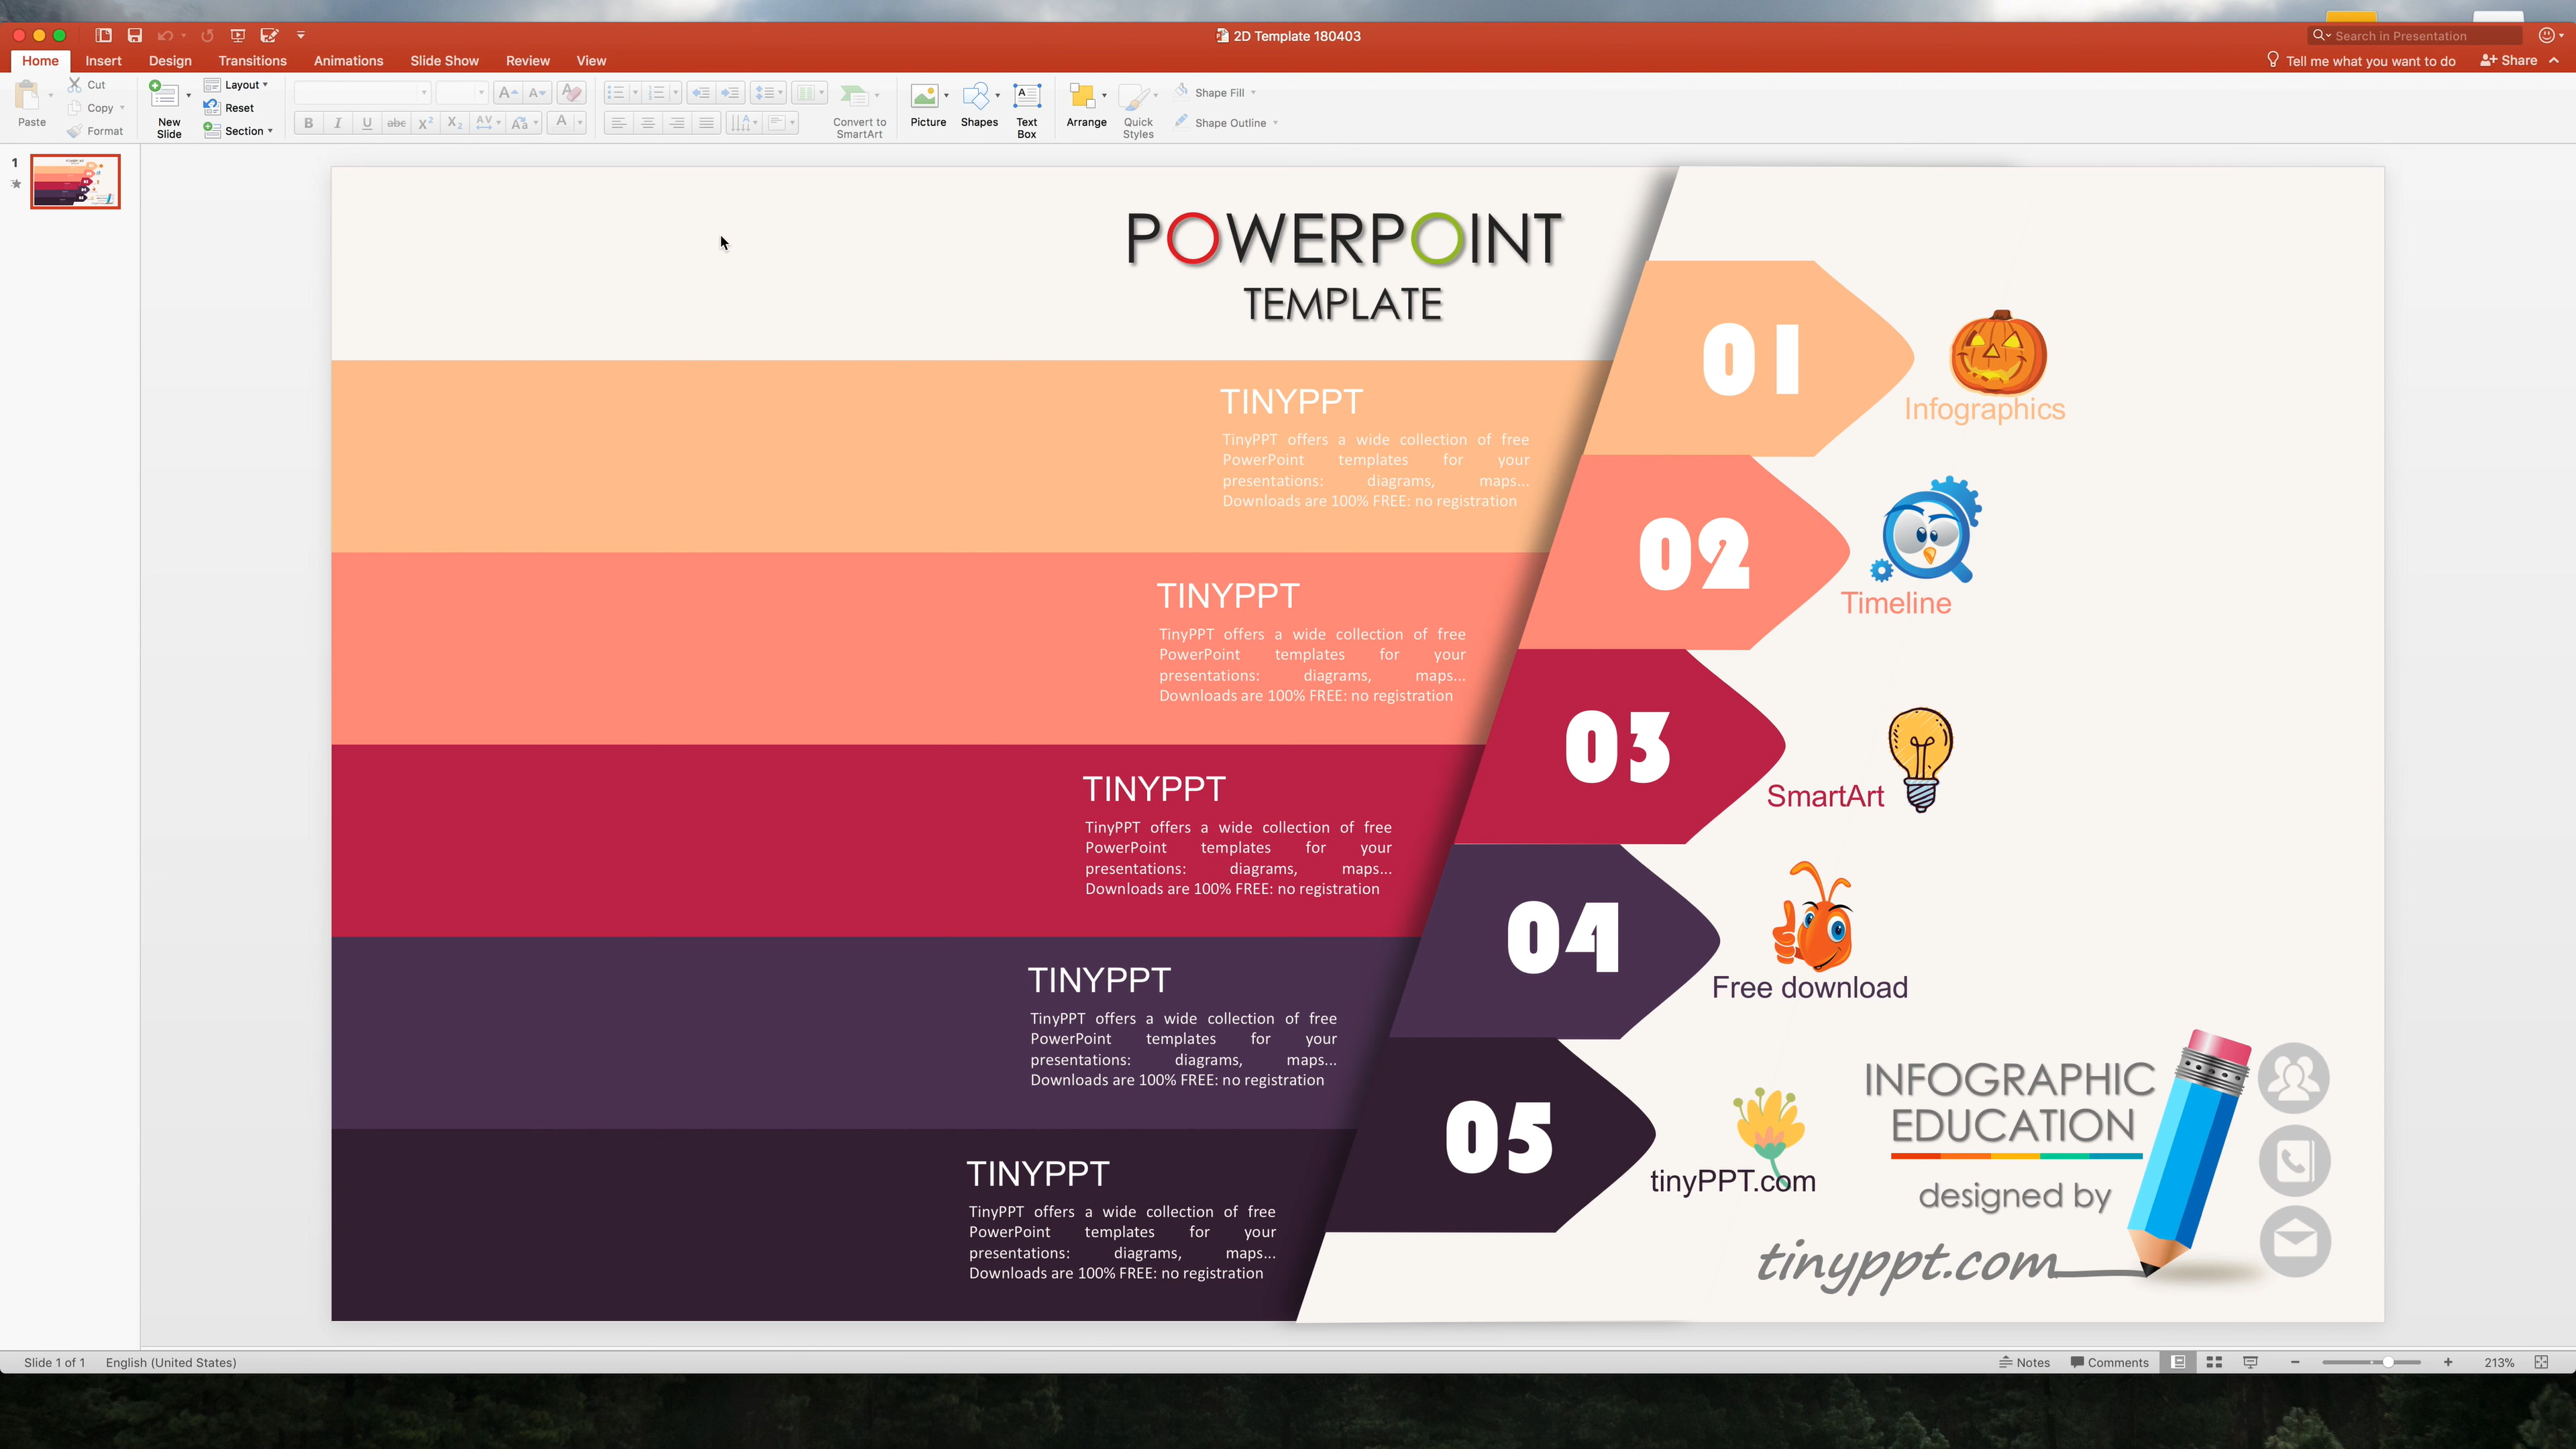 2D Template 180403
Search in Presentation
Home Insert Design Transitions Animations Slide Show Review View
Tell me what you want to do
Share
Paste
Cut
Copy
Format
New
Slide
Layout
Reset
Section
B I U abc X² X₂ AV Aa A
Convert to
SmartArt
Picture
Shapes
Text
Box
Arrange
Quick
Styles
Shape Fill
Shape Outline
1
POWERPOINT
TEMPLATE
TINYPPT
TinyPPT offers a wide collection of free
PowerPoint templates for your
presentations: diagrams, maps...
Downloads are 100% FREE: no registration
01
Infographics
TINYPPT
TinyPPT offers a wide collection of free
PowerPoint templates for your
presentations: diagrams, maps...
Downloads are 100% FREE: no registration
02
Timeline
TINYPPT
TinyPPT offers a wide collection of free
PowerPoint templates for your
presentations: diagrams, maps...
Downloads are 100% FREE: no registration
03
SmartArt
TINYPPT
TinyPPT offers a wide collection of free
PowerPoint templates for your
presentations: diagrams, maps...
Downloads are 100% FREE: no registration
04
Free download
TINYPPT
TinyPPT offers a wide collection of free
PowerPoint templates for your
presentations: diagrams, maps...
Downloads are 100% FREE: no registration
05
tinyPPT.com
INFOGRAPHIC
EDUCATION
designed by
tinyppt.com
Slide 1 of 1
English (United States)
Notes
Comments
213%